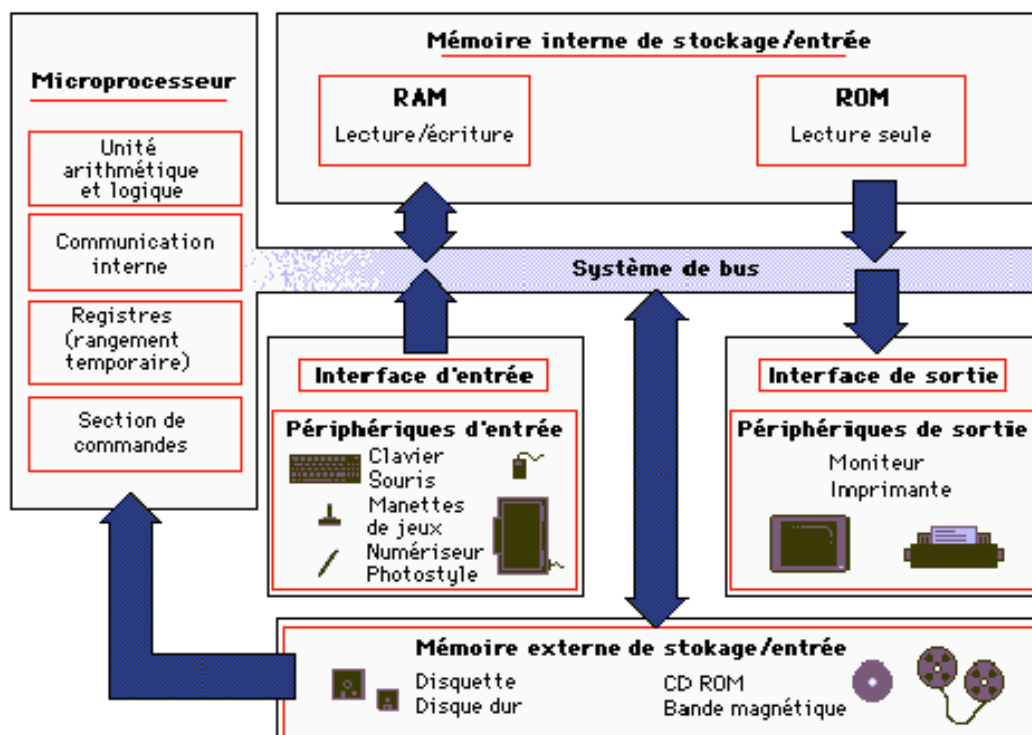 Microprocesseur
Unité
arithmétique
et logique
Communication
interne
Registres
(rangement
temporaire)
Section de
commandes
Mémoire interne de stockage/entrée
RAM
Lecture/écriture
ROM
Lecture seule
Système de bus
Interface d'entrée
Périphériques d'entrée
Clavier
Souris
Manettes
de jeux
Numériseur
Photostyle
Interface de sortie
Périphériques de sortie
Moniteur
Imprimante
Mémoire externe de stokage/entrée
Disquette
Disque dur
CD ROM
Bande magnétique